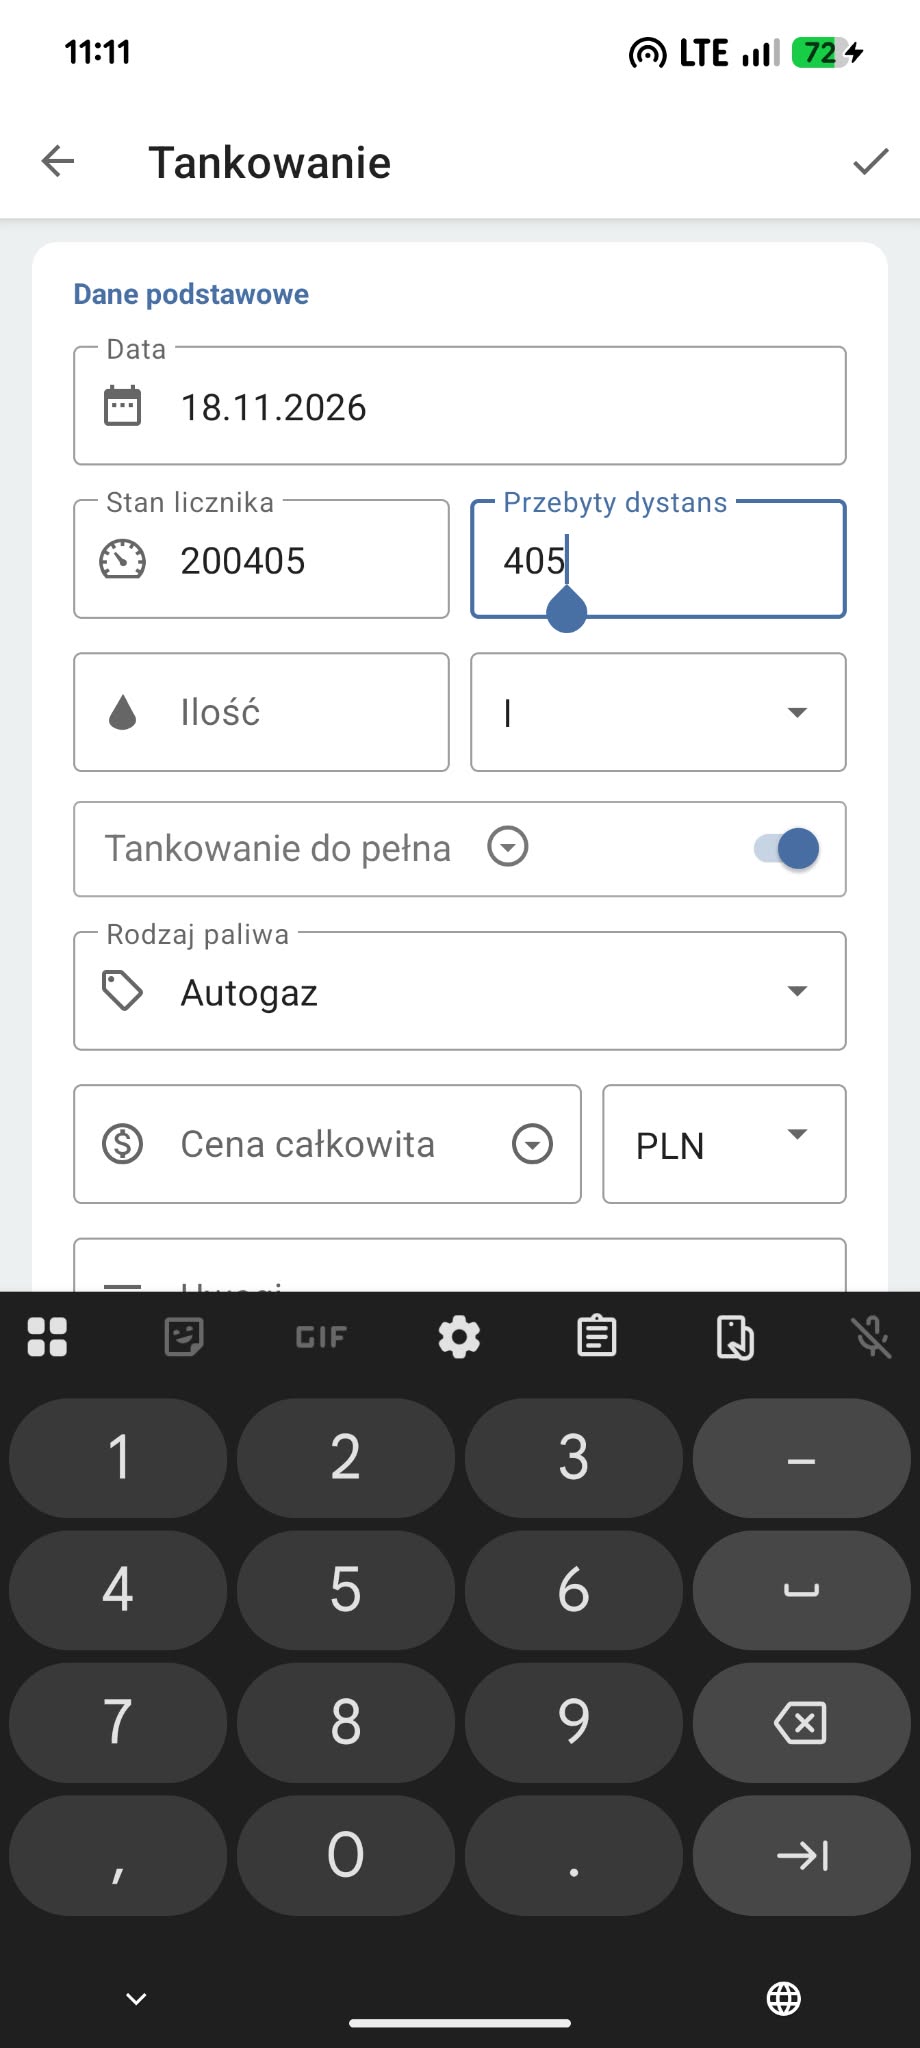 11:11 LTE 72
Tankowanie
Dane podstawowe
Data
18.11.2026
Stan licznika Przebyty dystans
200405 405
Ilość l
Tankowanie do pełna
Rodzaj paliwa
Autogaz
$ Cena całkowita PLN
Uwagi
GIF
1 2 3 –
4 5 6
7 8 9
, 0 .